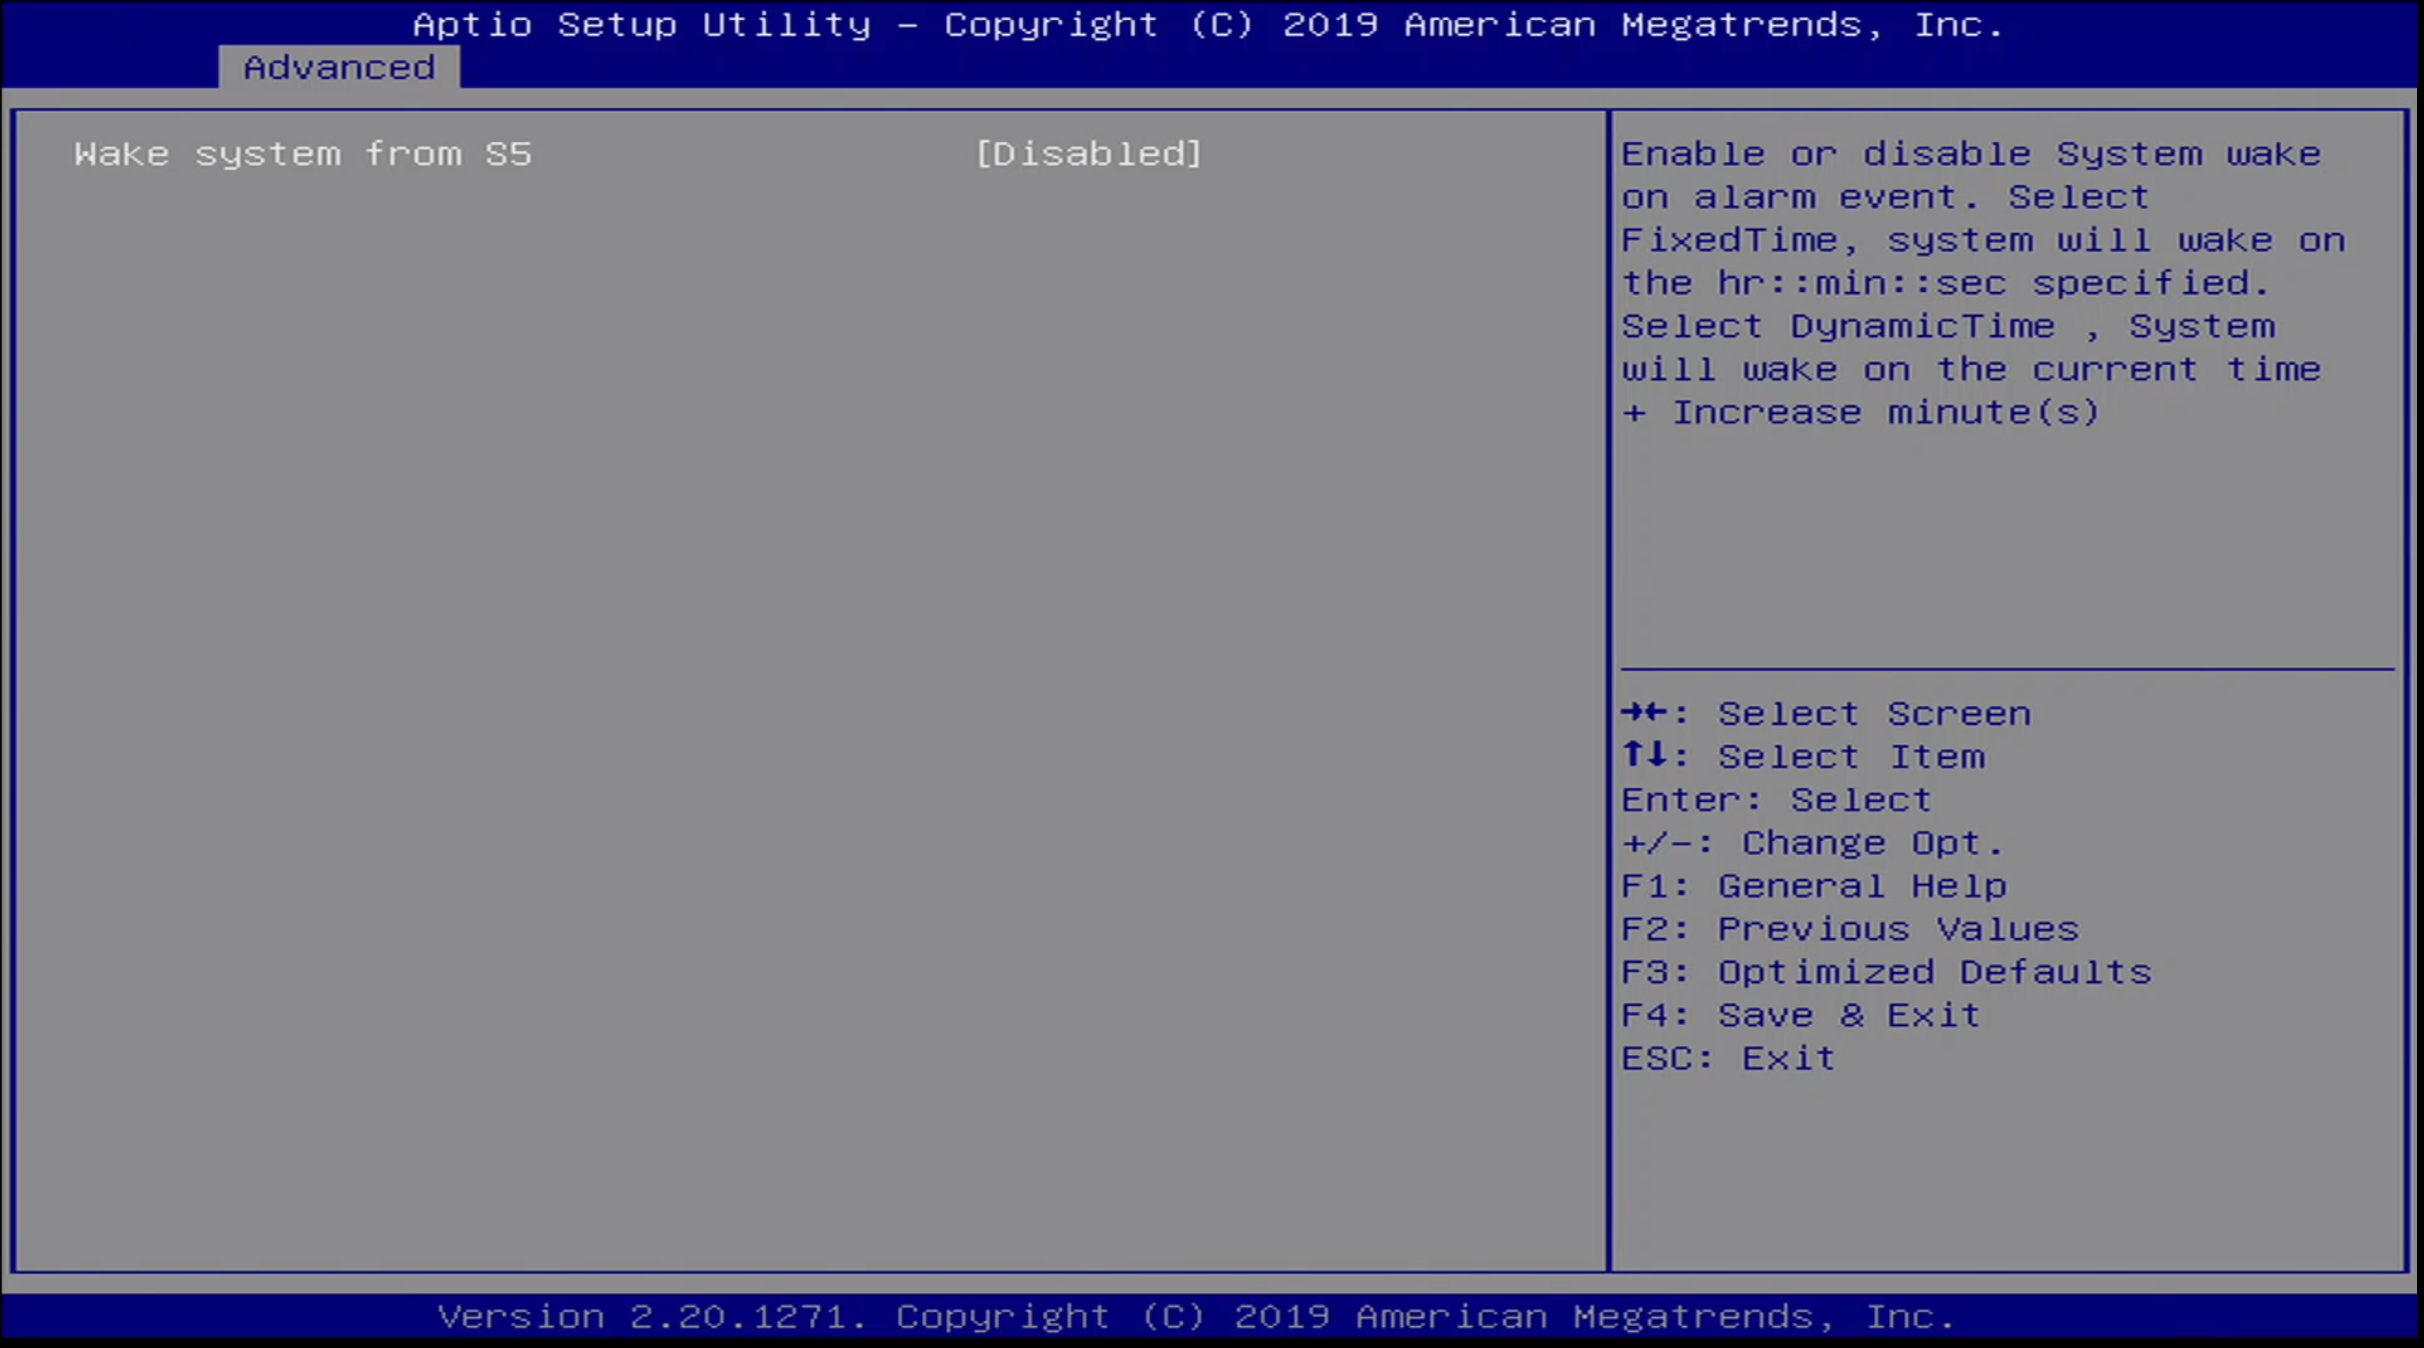 Aptio Setup Utility – Copyright (C) 2019 American Megatrends, Inc.
Advanced
Wake system from S5 [Disabled]
Enable or disable System wake
on alarm event. Select
FixedTime, system will wake on
the hr::min::sec specified.
Select DynamicTime , System
will wake on the current time
+ Increase minute(s)
→←: Select Screen
↑↓: Select Item
Enter: Select
+/-: Change Opt.
F1: General Help
F2: Previous Values
F3: Optimized Defaults
F4: Save & Exit
ESC: Exit
Version 2.20.1271. Copyright (C) 2019 American Megatrends, Inc.